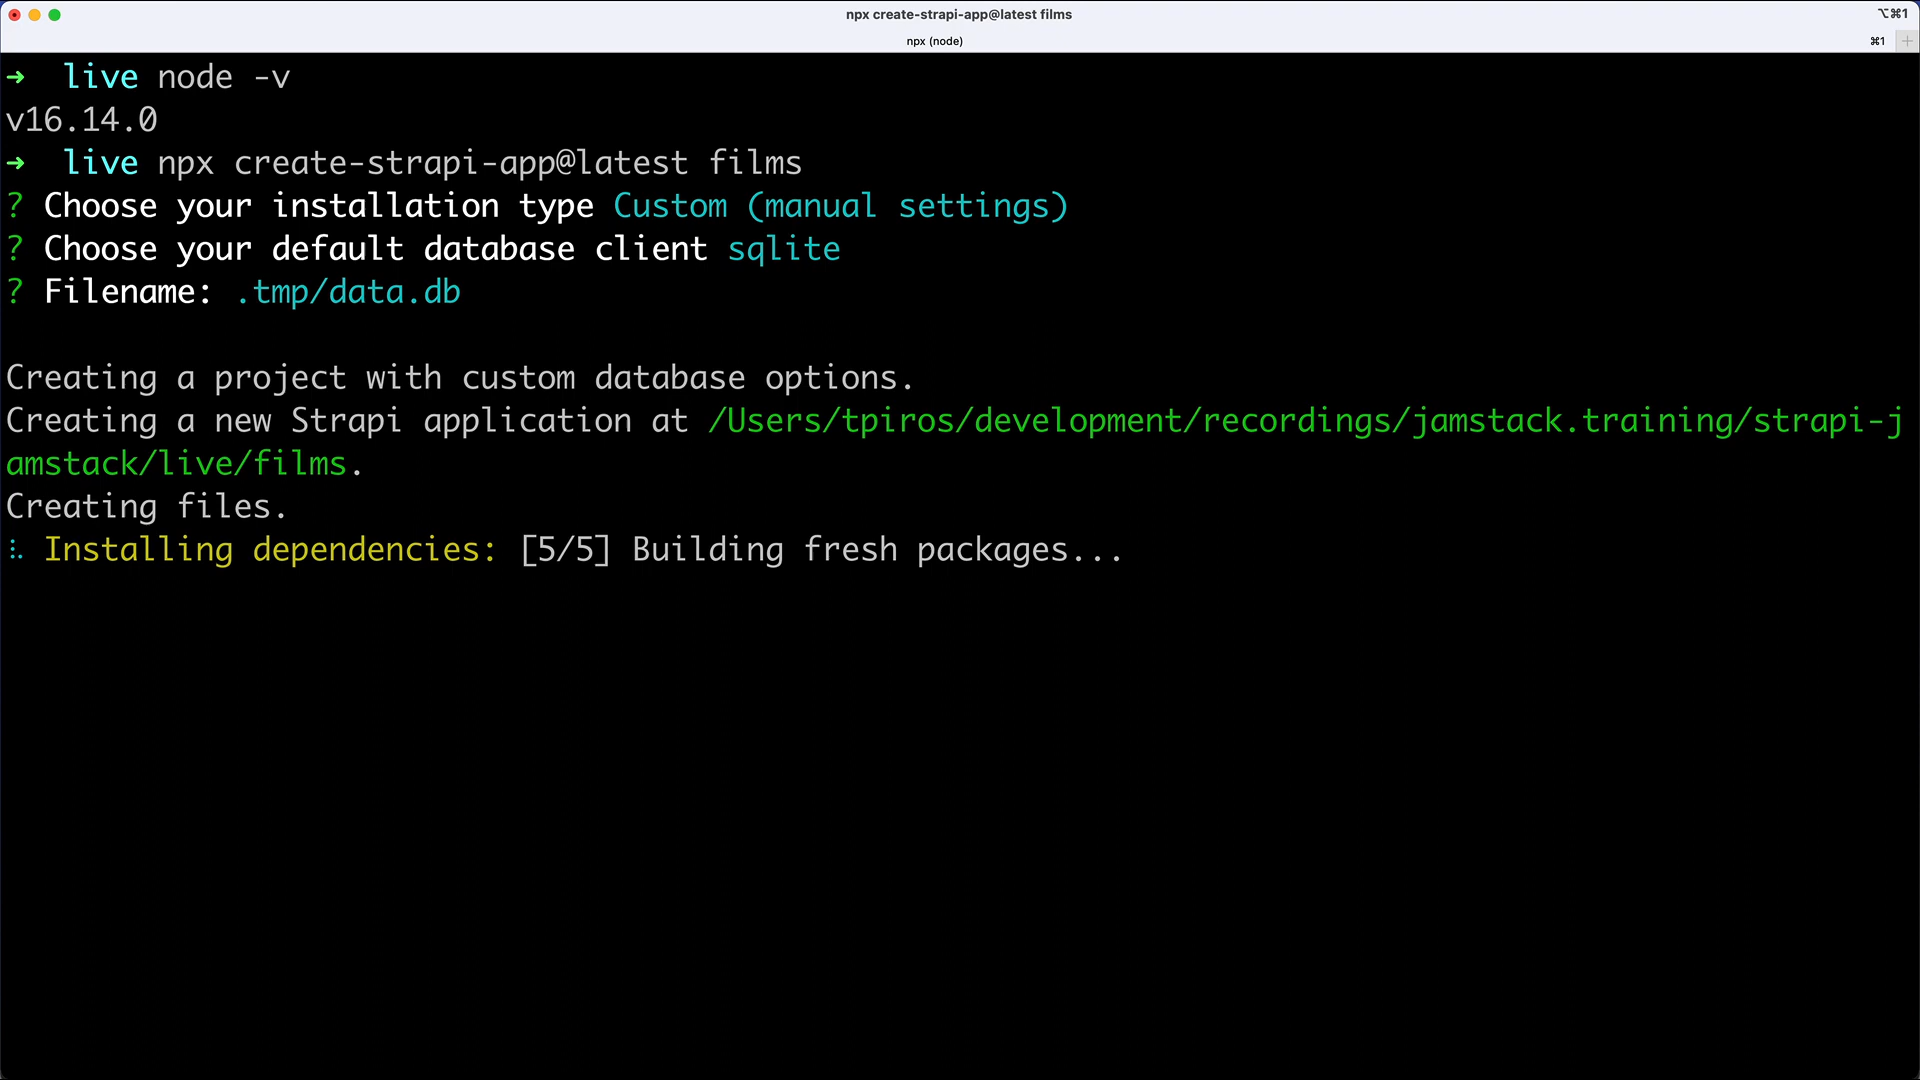 npx create-strapi-app@latest films
⌥⌘1
npx (node)
⌘1
➜ live node -v
v16.14.0
➜ live npx create-strapi-app@latest films
? Choose your installation type Custom (manual settings)
? Choose your default database client sqlite
? Filename: .tmp/data.db
Creating a project with custom database options.
Creating a new Strapi application at /Users/tpiros/development/recordings/jamstack.training/strapi-j
amstack/live/films.
Creating files.
Installing dependencies: [5/5] Building fresh packages...